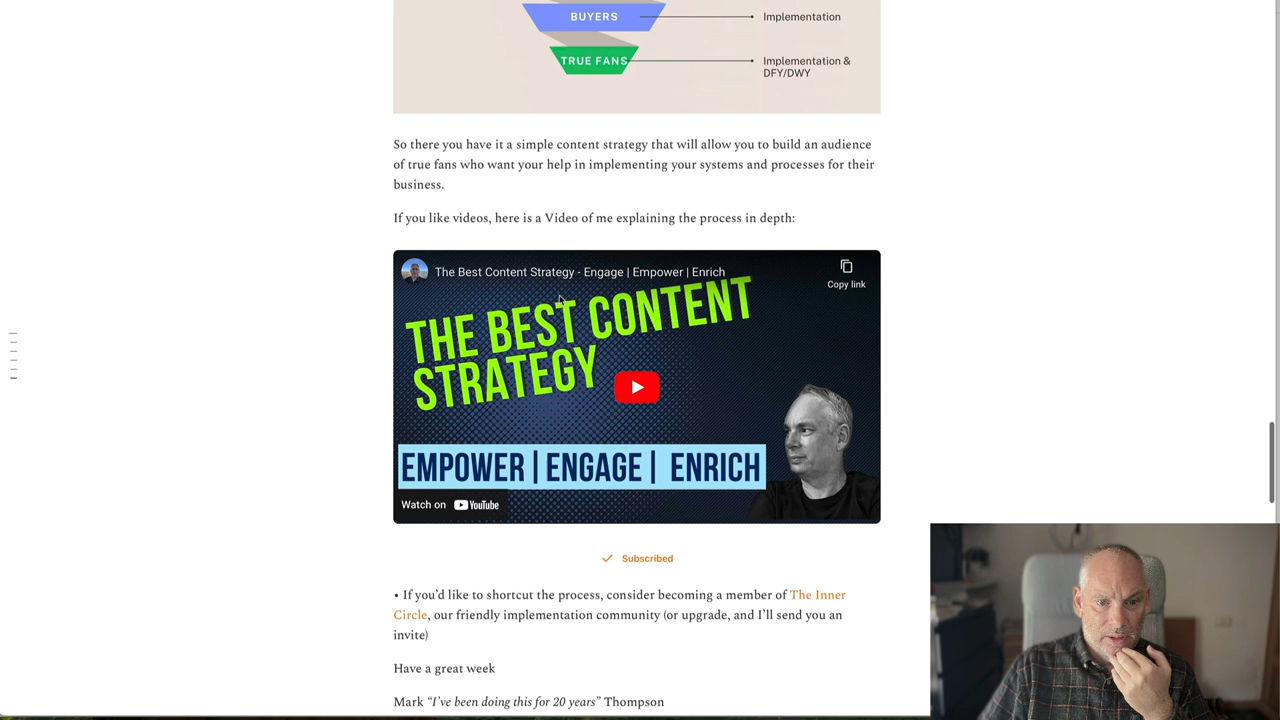 BUYERS
Implementation
TRUE FANS
Implementation &
DFY/DWY
So there you have it a simple content strategy that will allow you to build an audience
of true fans who want your help in implementing your systems and processes for their
business.
If you like videos, here is a Video of me explaining the process in depth:
The Best Content Strategy - Engage | Empower | Enrich
Copy link
THE BEST CONTENT
STRATEGY
EMPOWER | ENGAGE | ENRICH
Watch on YouTube
Subscribed
• If you’d like to shortcut the process, consider becoming a member of The Inner
Circle, our friendly implementation community (or upgrade, and I’ll send you an
invite)
Have a great week
Mark “I’ve been doing this for 20 years” Thompson